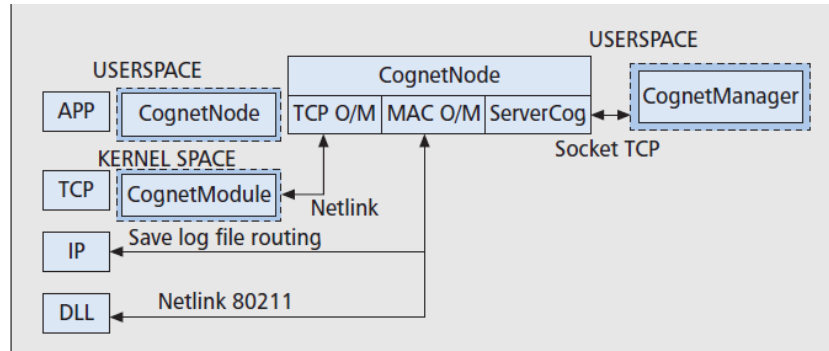 USERSPACE
USERSPACE
CognetNode
APP
CognetNode
TCP O/M
MAC O/M
ServerCog
CognetManager
Socket TCP
KERNEL SPACE
TCP
CognetModule
Netlink
IP
Save log file routing
DLL
Netlink 80211